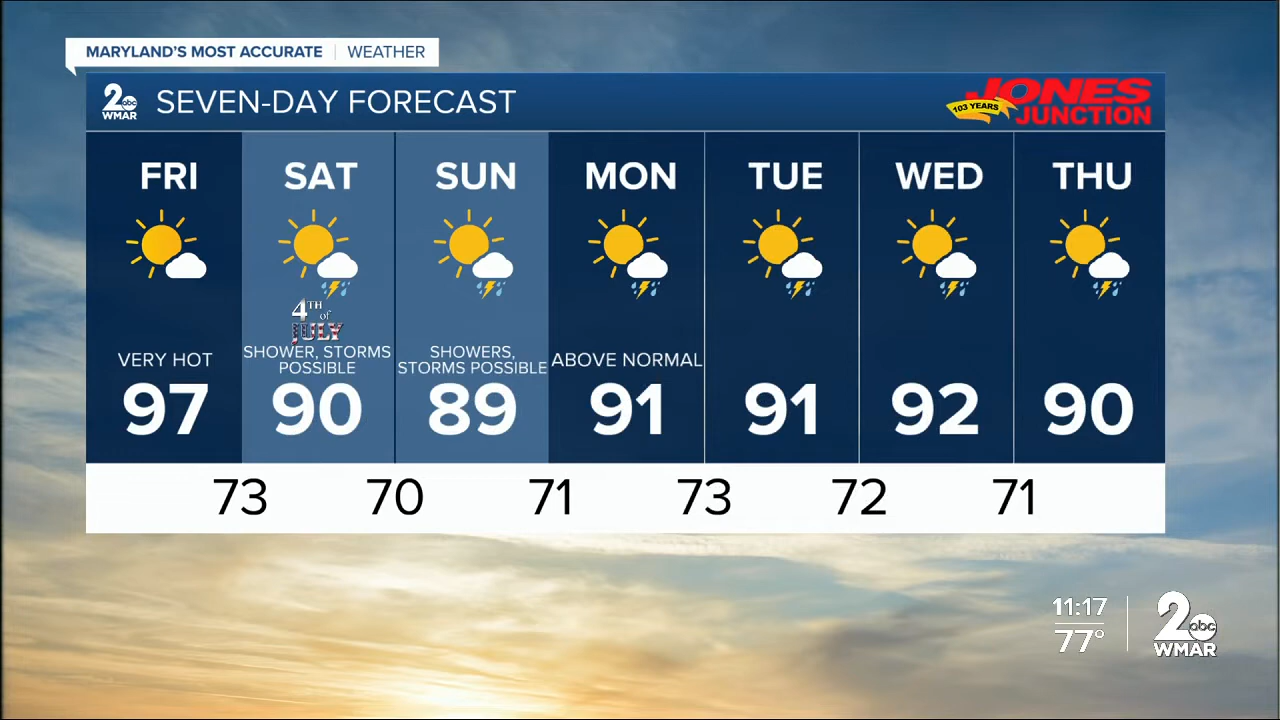 MARYLAND'S MOST ACCURATE | WEATHER
2 abc
WMAR
SEVEN-DAY FORECAST
103 YEARS
JONES
JUNCTION
FRI SAT SUN MON TUE WED THU
4TH
of
JULY
VERY HOT
SHOWER, STORMS
POSSIBLE
SHOWERS,
STORMS POSSIBLE
ABOVE NORMAL
97 90 89 91 91 92 90
73 70 71 73 72 71
11:17
77°
2 abc
WMAR